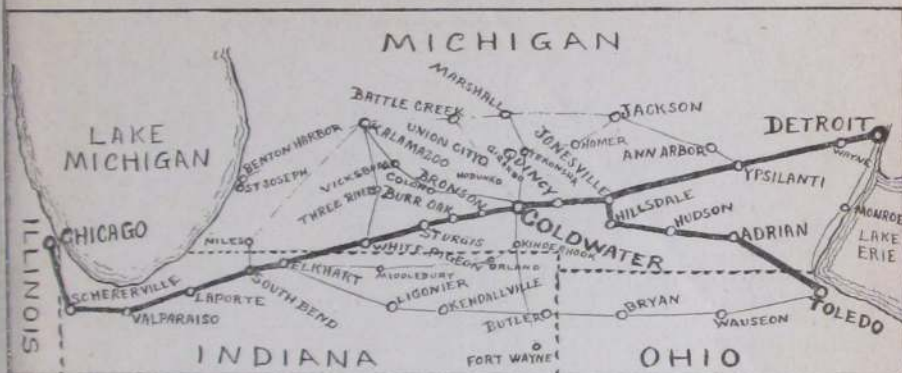 MICHIGAN
LAKE
MICHIGAN
BENTON HARBOR
ST JOSEPH
BATTLE CREEK
MARSHALL
JACKSON
DETROIT
KALAMAZOO
UNION CITY
GIRARD
TEKONSHA
HOMER
ANN ARBOR
WAYNE
YPSILANTI
VICKSBURG
COLON
BRONSON
QUINCY
JONESVILLE
THREE RIVERS
BURR OAK
STURGIS
COLDWATER
HILLSDALE
HUDSON
ADRIAN
MONROE
LAKE
ERIE
ILLINOIS
CHICAGO
NILES
WHITE PIGEON
KINDERHOOK
ELKHART
MIDDLEBURY
ORLAND
SCHERERVILLE
LAPORTE
SOUTH BEND
VALPARAISO
LIGONIER
KENDALLVILLE
BUTLER
BRYAN
WAUSEON
TOLEDO
INDIANA
FORT WAYNE
OHIO